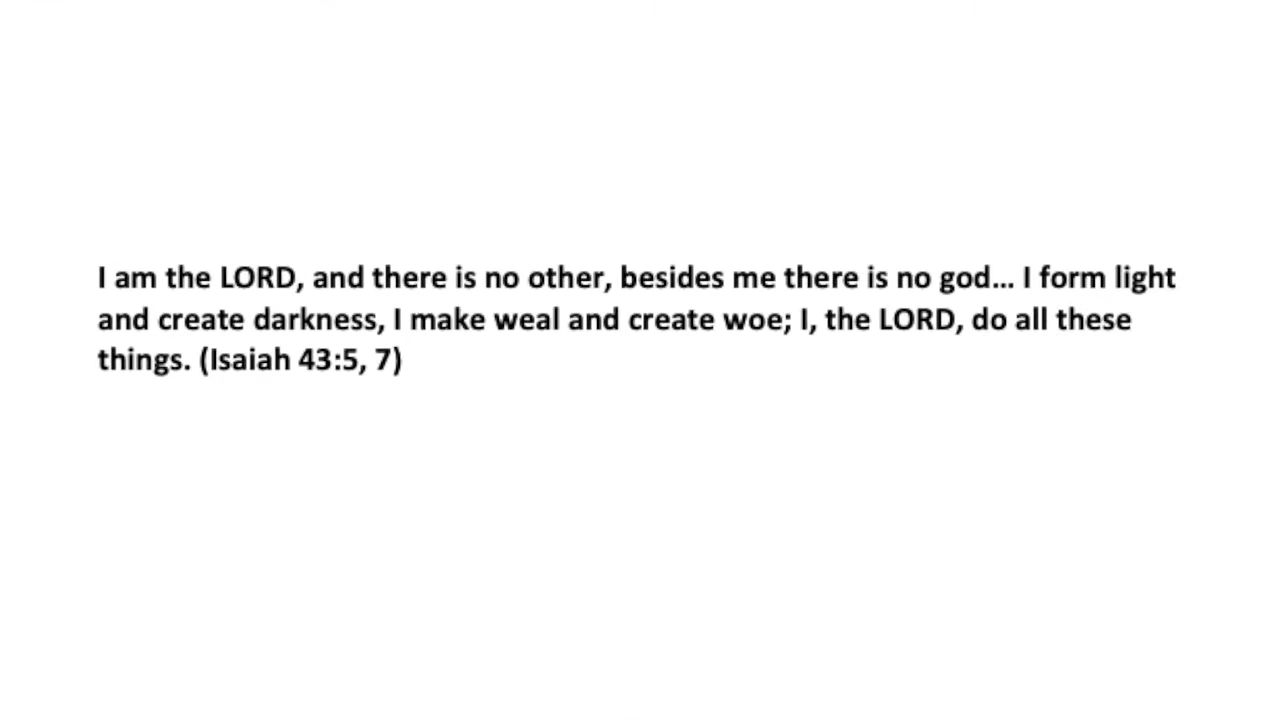 I am the LORD, and there is no other, besides me there is no god... I form light
and create darkness, I make weal and create woe; I, the LORD, do all these
things. (Isaiah 43:5, 7)